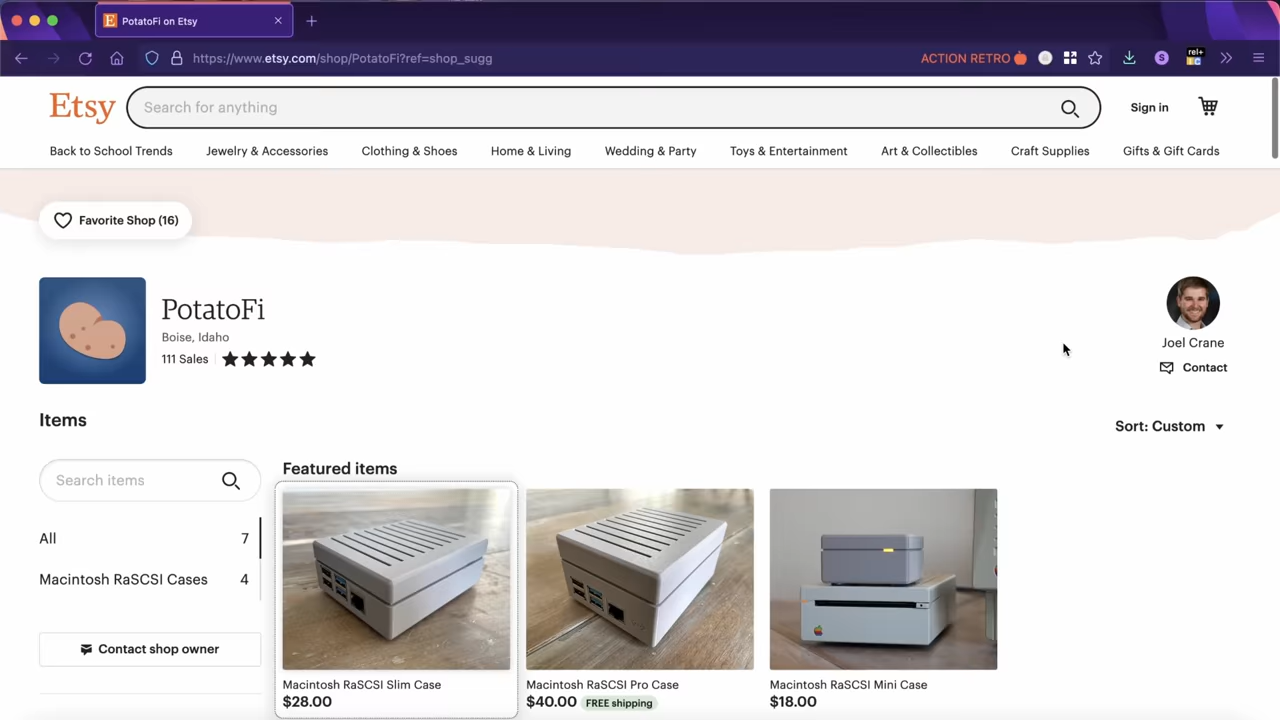 PotatoFi on Etsy
https://www.etsy.com/shop/PotatoFi?ref=shop_sugg
ACTION RETRO
S
rel+
Etsy
Search for anything
Sign in
Back to School Trends
Jewelry & Accessories
Clothing & Shoes
Home & Living
Wedding & Party
Toys & Entertainment
Art & Collectibles
Craft Supplies
Gifts & Gift Cards
Favorite Shop (16)
PotatoFi
Boise, Idaho
111 Sales
Joel Crane
Contact
Items
Sort: Custom
Search items
Featured items
All 7
Macintosh RaSCSI Cases 4
Contact shop owner
Macintosh RaSCSI Slim Case
$28.00
Macintosh RaSCSI Pro Case
$40.00 FREE shipping
Macintosh RaSCSI Mini Case
$18.00